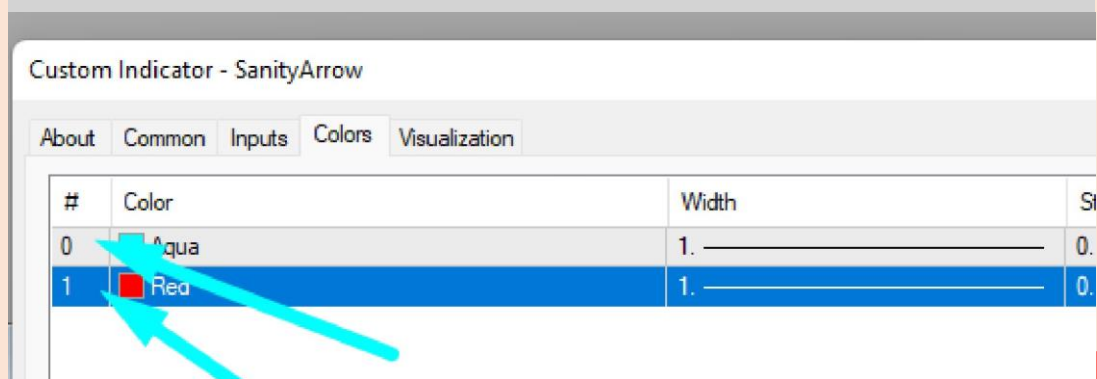 Custom Indicator - SanityArrow
About Common Inputs Colors Visualization
# Color Width
0 Aqua 1. 0.
1 Red 1. 0.